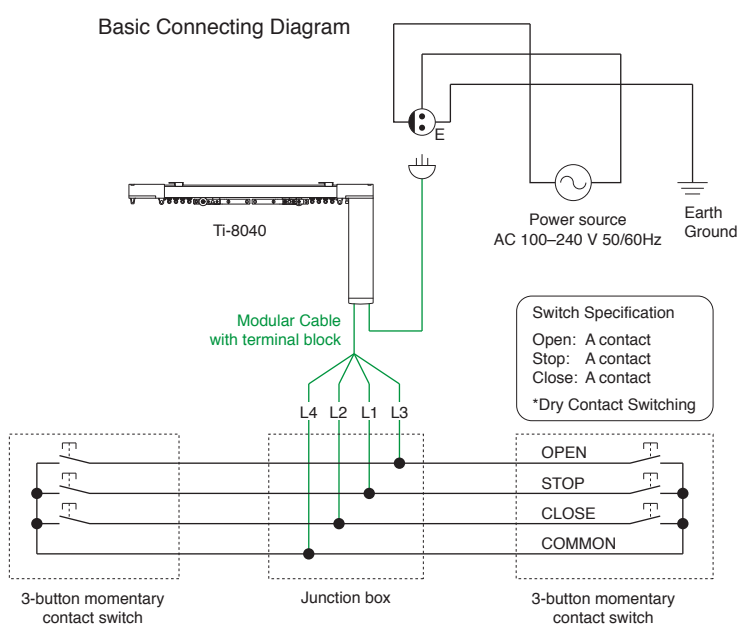 Basic Connecting Diagram
E
Ti-8040
Power source
AC 100–240 V 50/60Hz
Earth
Ground
Modular Cable
with terminal block
Switch Specification
Open: A contact
Stop: A contact
Close: A contact
*Dry Contact Switching
L4 L2 L1 L3
OPEN
STOP
CLOSE
COMMON
3-button momentary
contact switch
Junction box
3-button momentary
contact switch